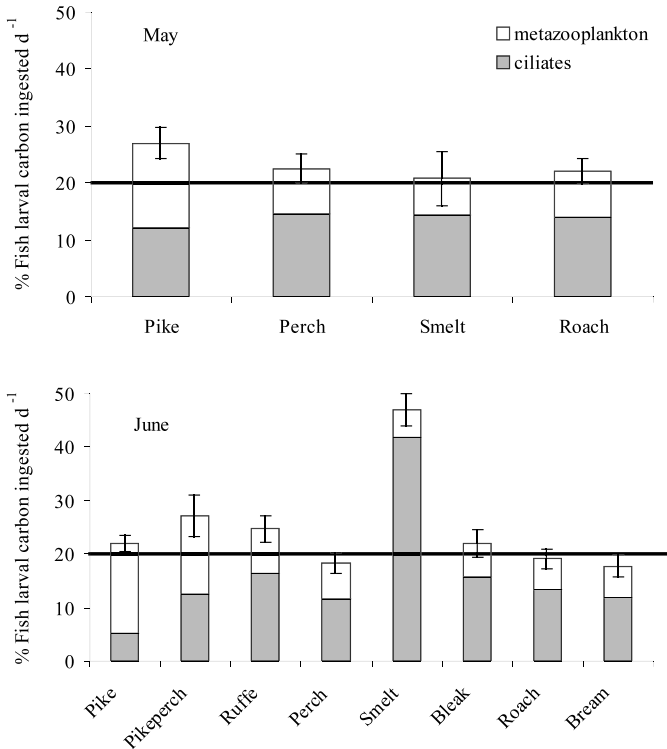 May
metazooplankton
ciliates
% Fish larval carbon ingested d -1
50
40
30
20
10
0
Pike Perch Smelt Roach
June
% Fish larval carbon ingested d -1
50
40
30
20
10
0
Pike Pikeperch Ruffe Perch Smelt Bleak Roach Bream